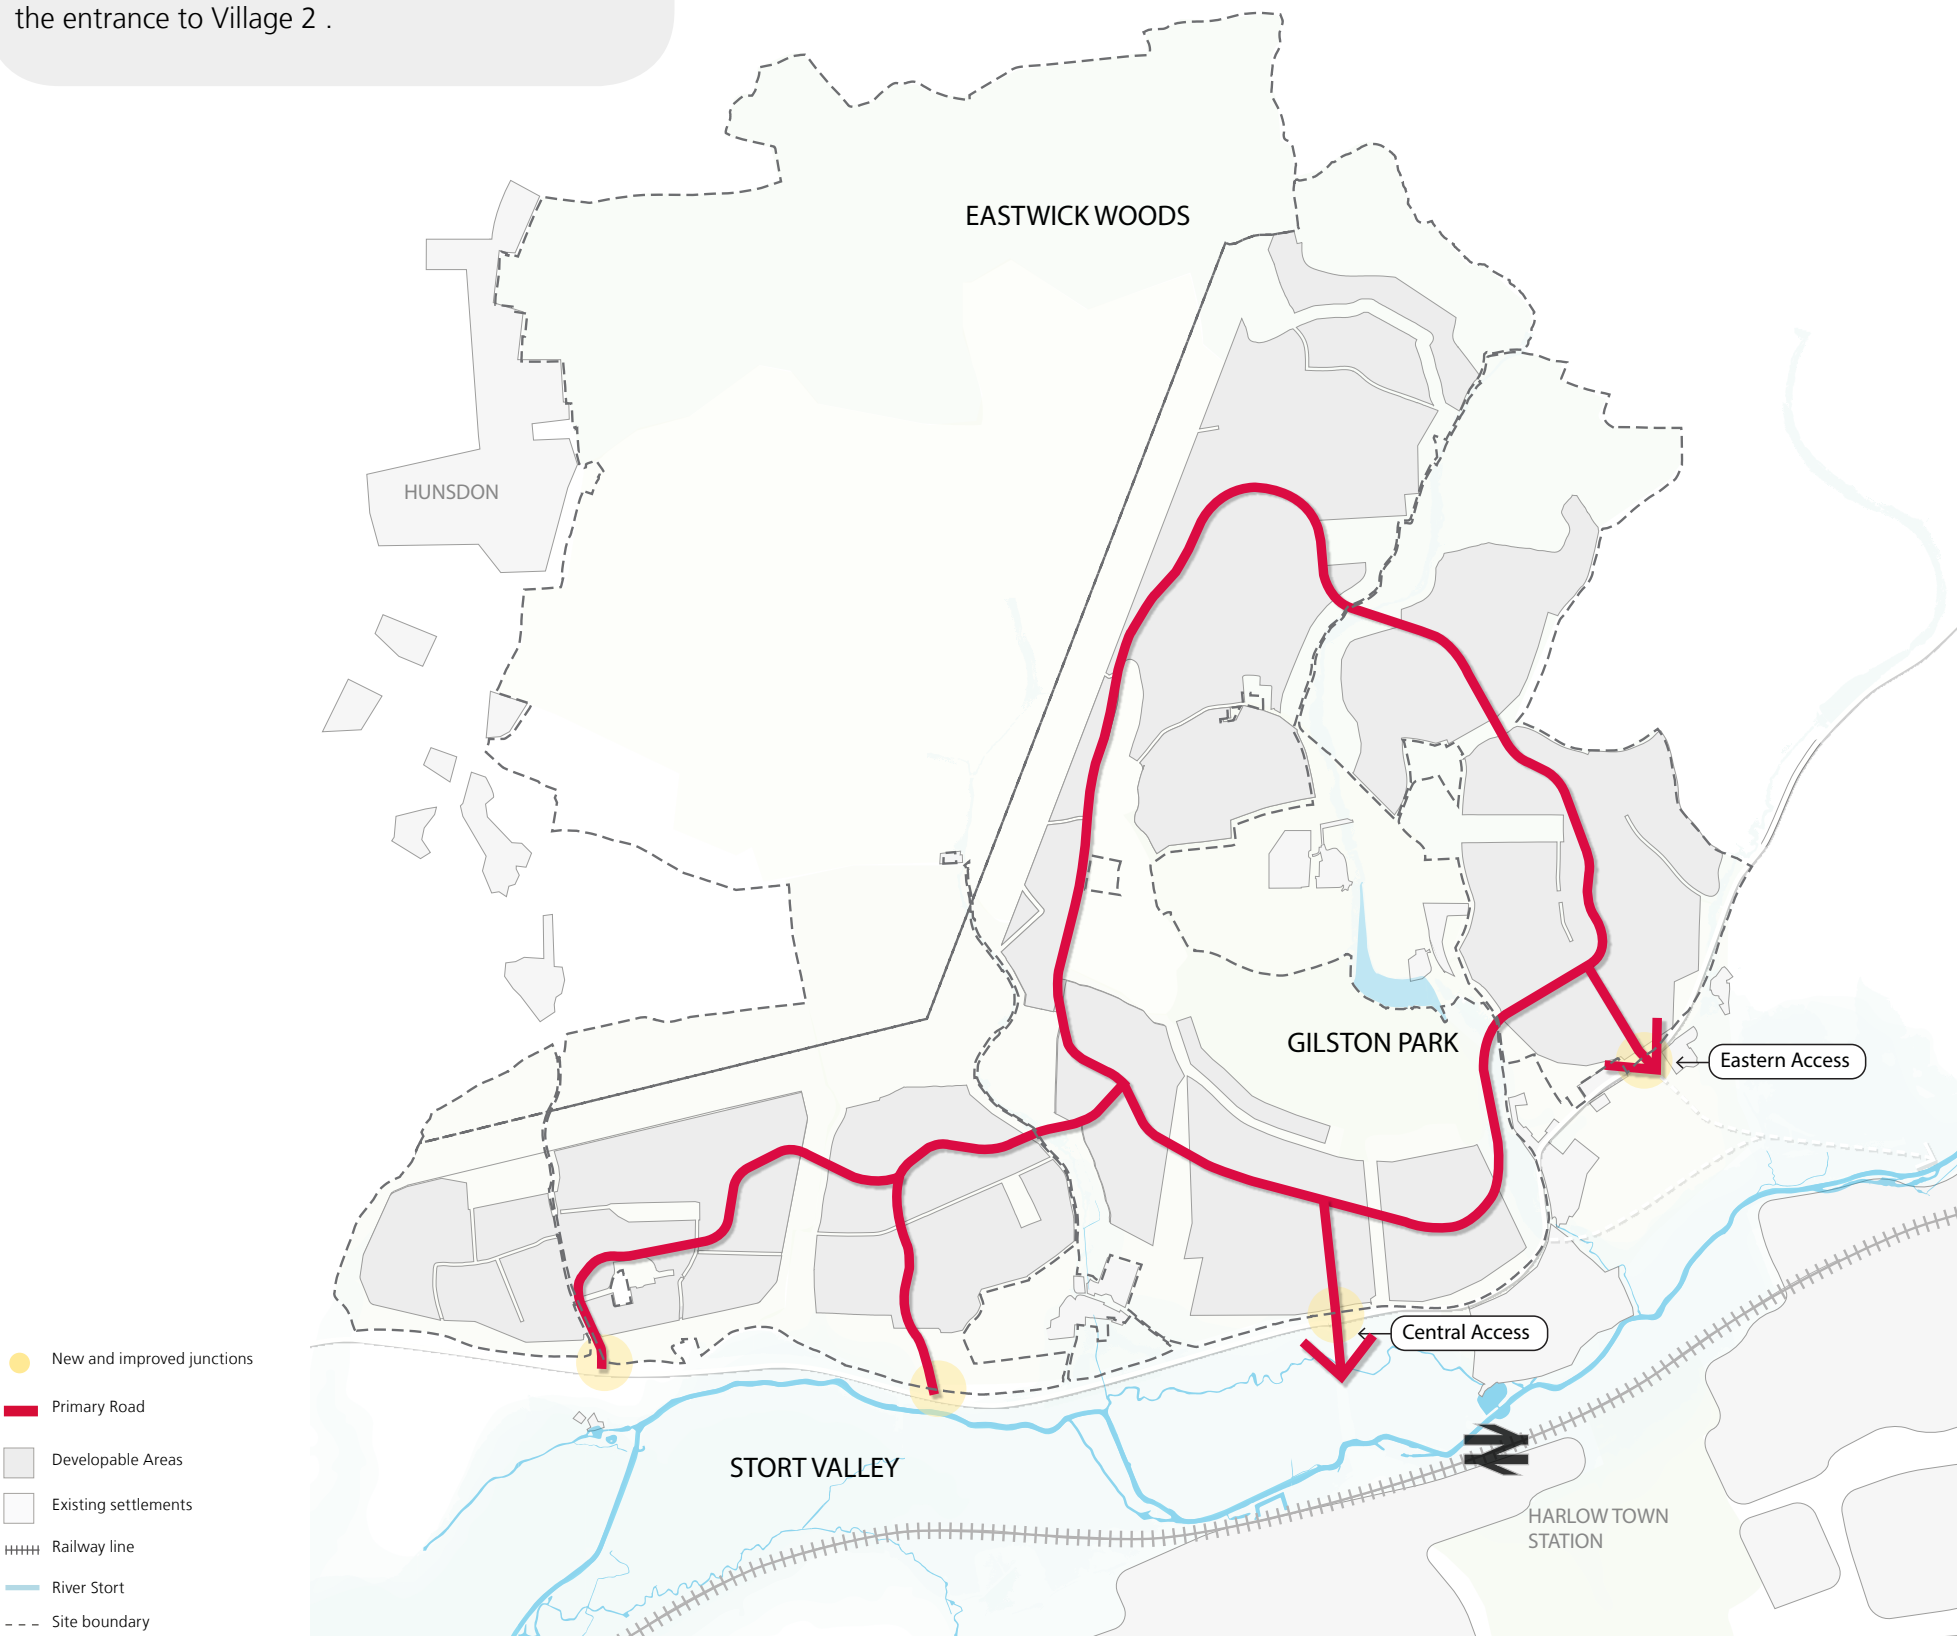 the entrance to Village 2 .
EASTWICK WOODS
HUNSDON
GILSTON PARK
Eastern Access
Central Access
STORT VALLEY
HARLOW TOWN
STATION
New and improved junctions
Primary Road
Developable Areas
Existing settlements
Railway line
River Stort
Site boundary